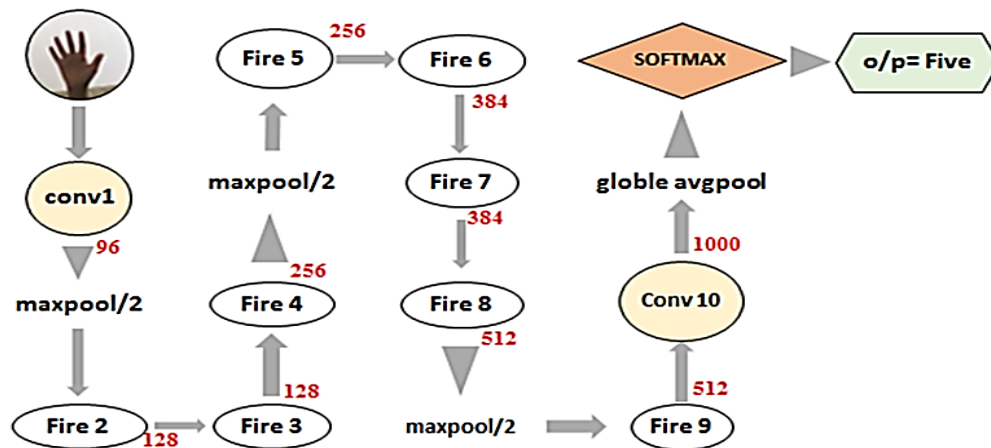 conv1
96
maxpool/2
Fire 2
128
Fire 3
128
Fire 4
256
maxpool/2
Fire 5
256
Fire 6
384
Fire 7
384
Fire 8
512
maxpool/2
Fire 9
512
Conv 10
1000
globle avgpool
SOFTMAX
o/p= Five